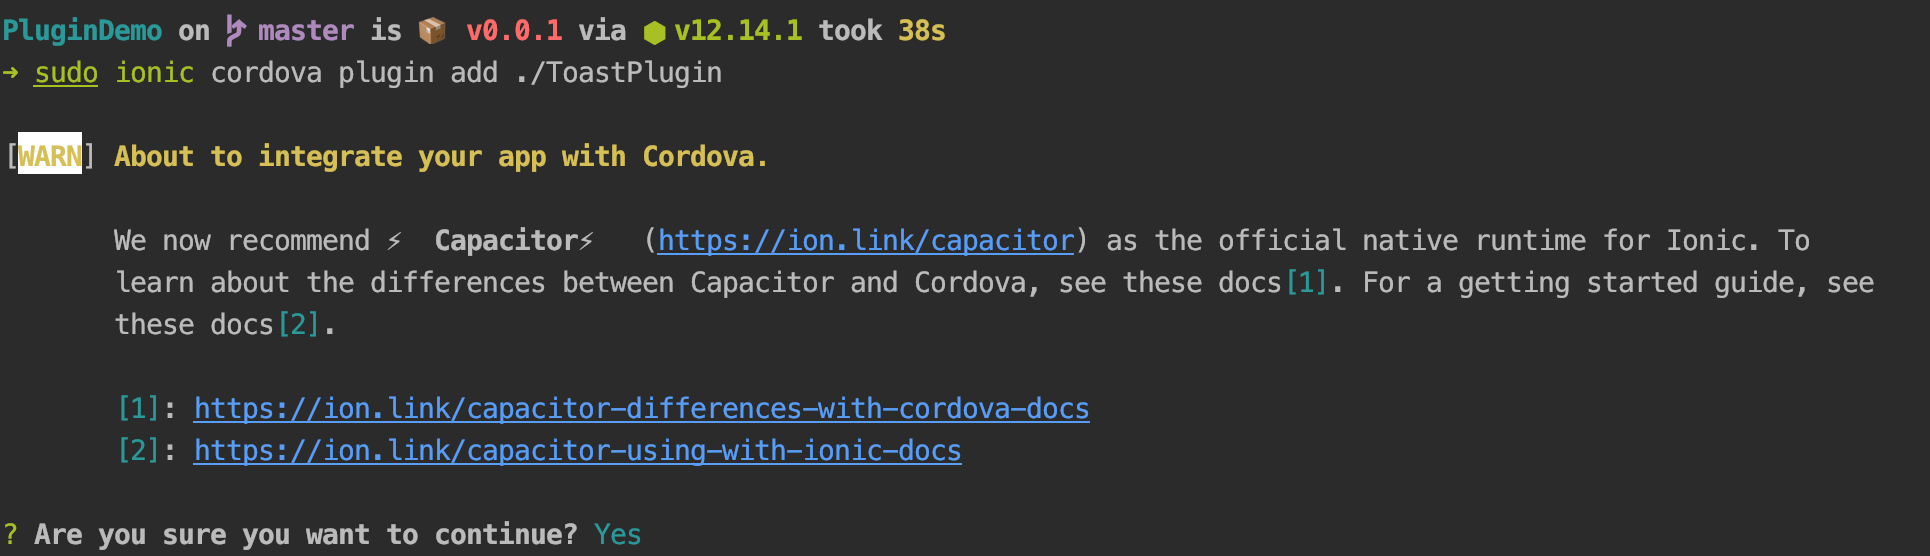 PluginDemo on master is 📦 v0.0.1 via ⬢ v12.14.1 took 38s
➜ sudo ionic cordova plugin add ./ToastPlugin
[WARN] About to integrate your app with Cordova.
We now recommend ⚡ Capacitor⚡ (https://ion.link/capacitor) as the official native runtime for Ionic. To
learn about the differences between Capacitor and Cordova, see these docs[1]. For a getting started guide, see
these docs[2].
[1]: https://ion.link/capacitor-differences-with-cordova-docs
[2]: https://ion.link/capacitor-using-with-ionic-docs
? Are you sure you want to continue? Yes